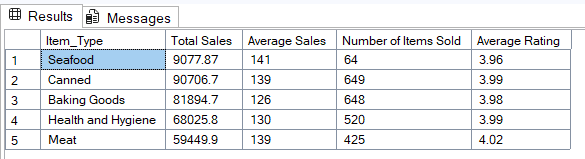 Results Messages
Item_Type Total Sales Average Sales Number of Items Sold Average Rating
1 Seafood 9077.87 141 64 3.96
2 Canned 90706.7 139 649 3.99
3 Baking Goods 81894.7 126 648 3.98
4 Health and Hygiene 68025.8 130 520 3.99
5 Meat 59449.9 139 425 4.02